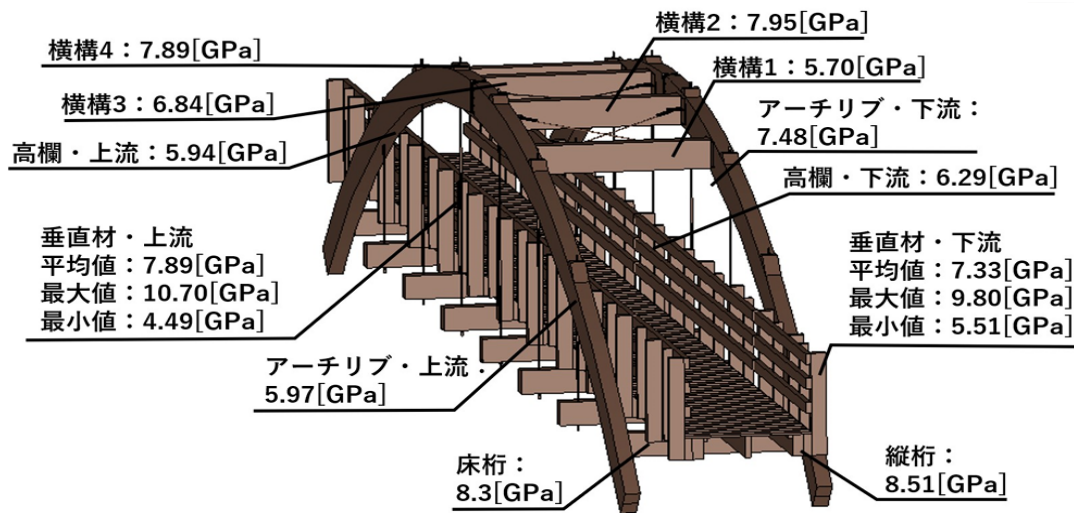 横構4：7.89[GPa]
横構2：7.95[GPa]
横構1：5.70[GPa]
横構3：6.84[GPa]
アーチリブ・下流：
7.48[GPa]
高欄・上流：5.94[GPa]
高欄・下流：6.29[GPa]
垂直材・上流
平均値：7.89[GPa]
最大値：10.70[GPa]
最小値：4.49[GPa]
垂直材・下流
平均値：7.33[GPa]
最大値：9.80[GPa]
最小値：5.51[GPa]
アーチリブ・上流：
5.97[GPa]
床桁：
8.3[GPa]
縦桁：
8.51[GPa]